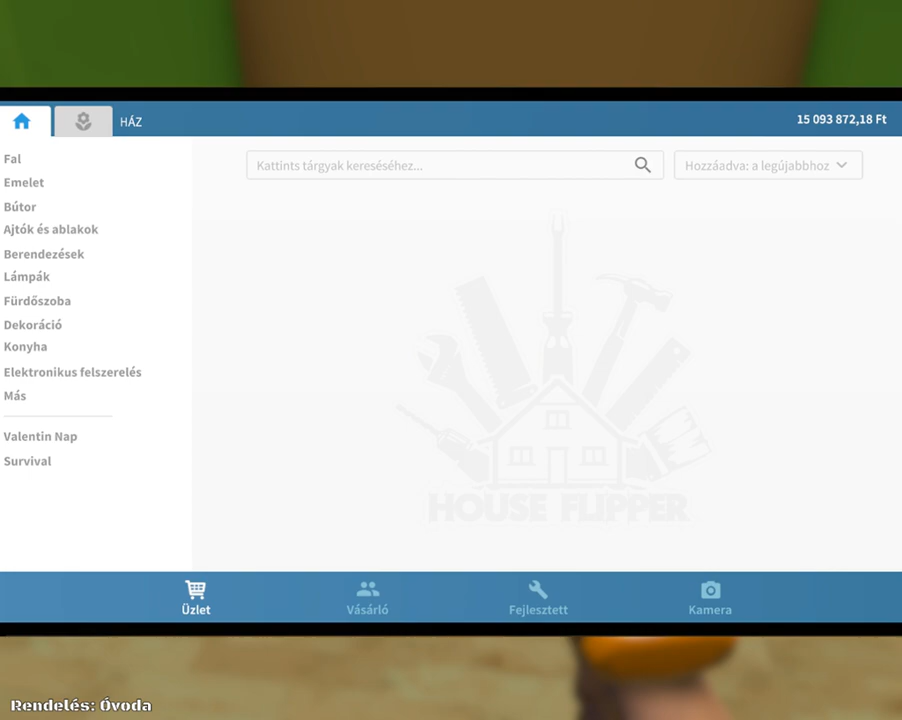 HÁZ
15 093 872,18 Ft
Fal
Emelet
Bútor
Ajtók és ablakok
Berendezések
Lámpák
Fürdőszoba
Dekoráció
Konyha
Elektronikus felszerelés
Más
Valentin Nap
Survival
Kattints tárgyak kereséséhez...
Hozzáadva: a legújabbhoz
HOUSE FLIPPER
Üzlet
Vásárló
Fejlesztett
Kamera
Rendelés: Óvoda